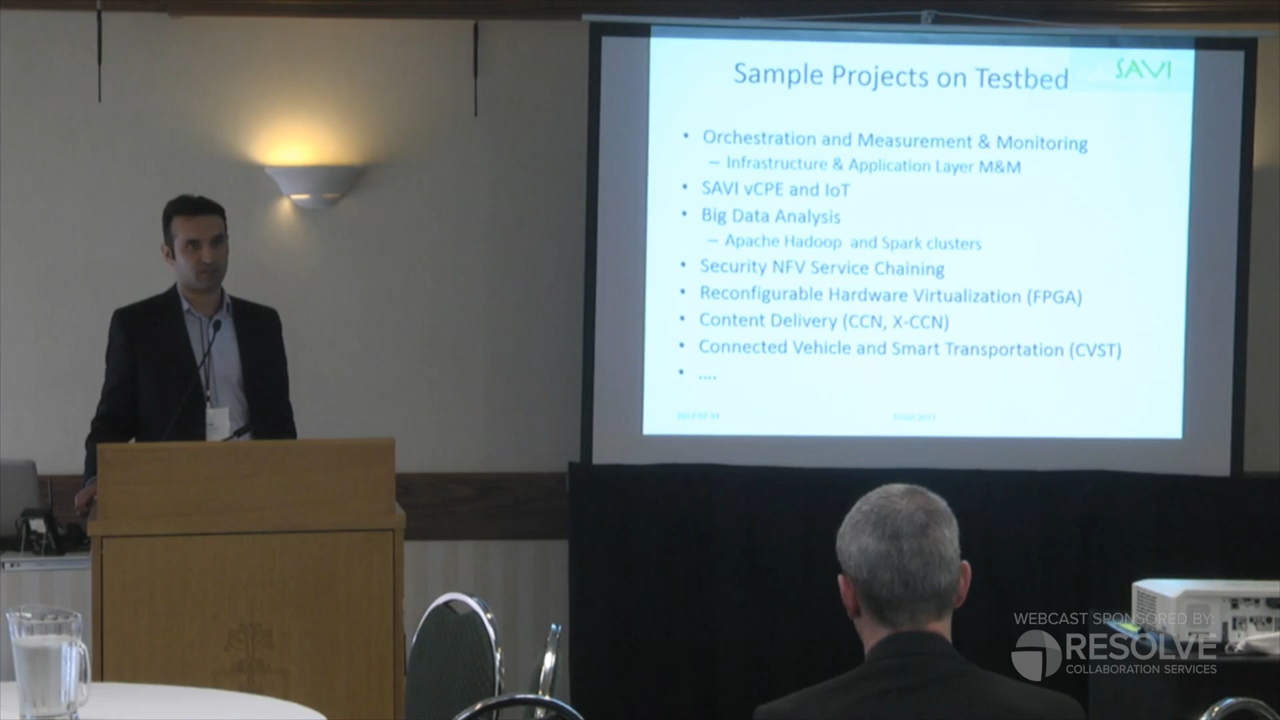 Sample Projects on Testbed
SAVI
• Orchestration and Measurement & Monitoring
– Infrastructure & Application Layer M&M
• SAVI vCPE and IoT
• Big Data Analysis
– Apache Hadoop and Spark clusters
• Security NFV Service Chaining
• Reconfigurable Hardware Virtualization (FPGA)
• Content Delivery (CCN, X-CCN)
• Connected Vehicle and Smart Transportation (CVST)
• ....
WEBCAST SPONSORED BY:
RESOLVE
COLLABORATION SERVICES